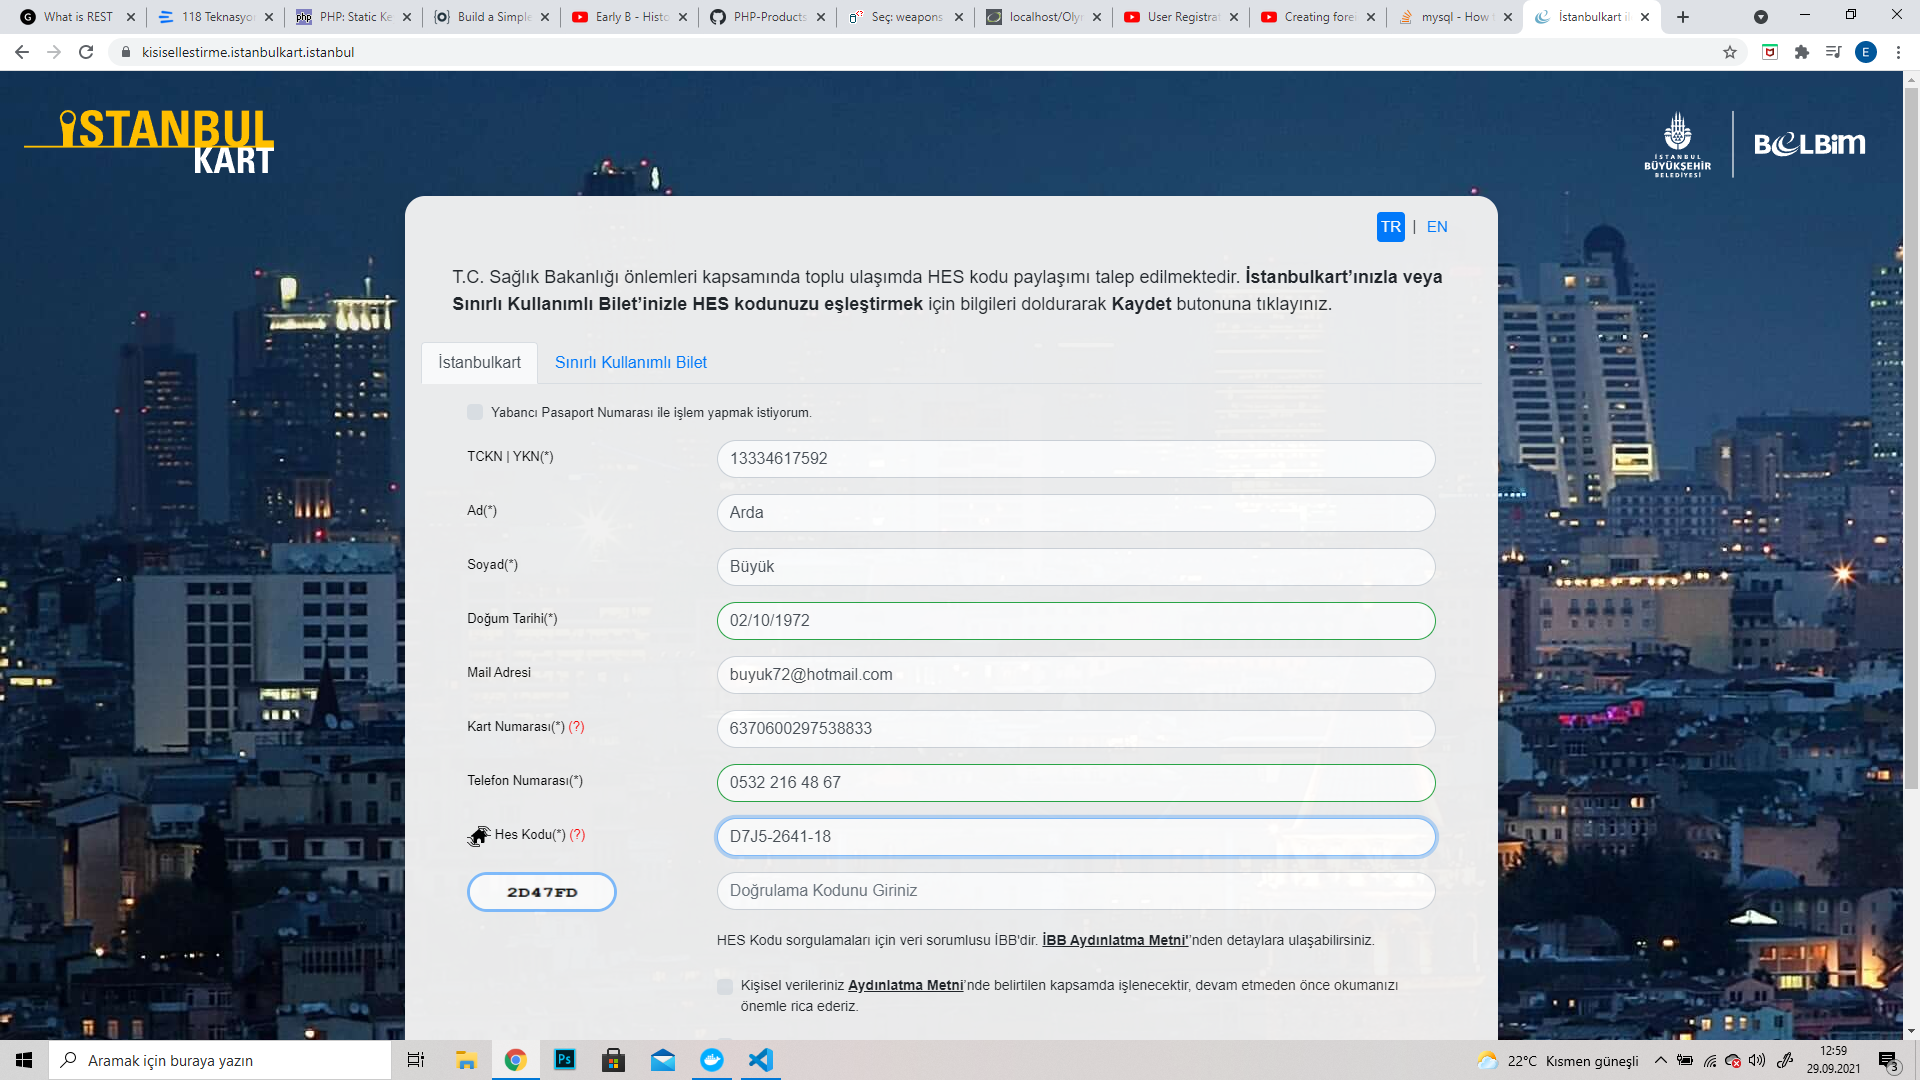 What is REST
118 Teknasyo
PHP: Static Ke
Build a Simple
Early B - Histo
PHP-Products
Seç: weapons
localhost/Olyr
User Registrat
Creating forei
mysql - How t
İstanbulkart il
kisisellestirme.istanbulkart.istanbul
E
İSTANBUL
KART
İSTANBUL
BÜYÜKŞEHİR
BELEDİYESİ
BELBİM
TR | EN
T.C. Sağlık Bakanlığı önlemleri kapsamında toplu ulaşımda HES kodu paylaşımı talep edilmektedir. İstanbulkart’ınızla veya
Sınırlı Kullanımlı Bilet’inizle HES kodunuzu eşleştirmek için bilgileri doldurarak Kaydet butonuna tıklayınız.
İstanbulkart
Sınırlı Kullanımlı Bilet
Yabancı Pasaport Numarası ile işlem yapmak istiyorum.
TCKN | YKN(*)
13334617592
Ad(*)
Arda
Soyad(*)
Büyük
Doğum Tarihi(*)
02/10/1972
Mail Adresi
buyuk72@hotmail.com
Kart Numarası(*) (?)
6370600297538833
Telefon Numarası(*)
0532 216 48 67
Hes Kodu(*) (?)
D7J5-2641-18
2D47FD
Doğrulama Kodunu Giriniz
HES Kodu sorgulamaları için veri sorumlusu İBB'dir. İBB Aydınlatma Metni''nden detaylara ulaşabilirsiniz.
Kişisel verileriniz Aydınlatma Metni’nde belirtilen kapsamda işlenecektir, devam etmeden önce okumanızı
önemle rica ederiz.
Aramak için buraya yazın
Ps
22°C Kısmen güneşli
12:59
29.09.2021
3